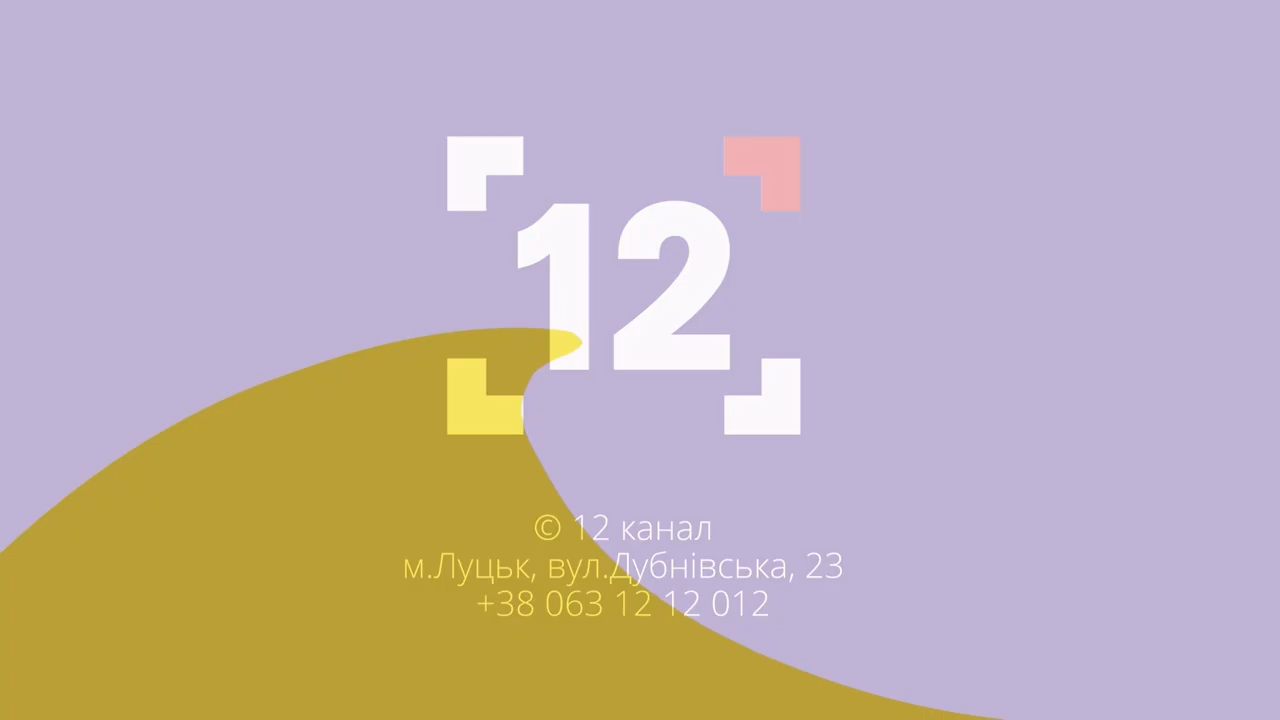 12
© 12 канал
м.Луцьк, вул.Дубнівська, 23
+38 063 12 12 012